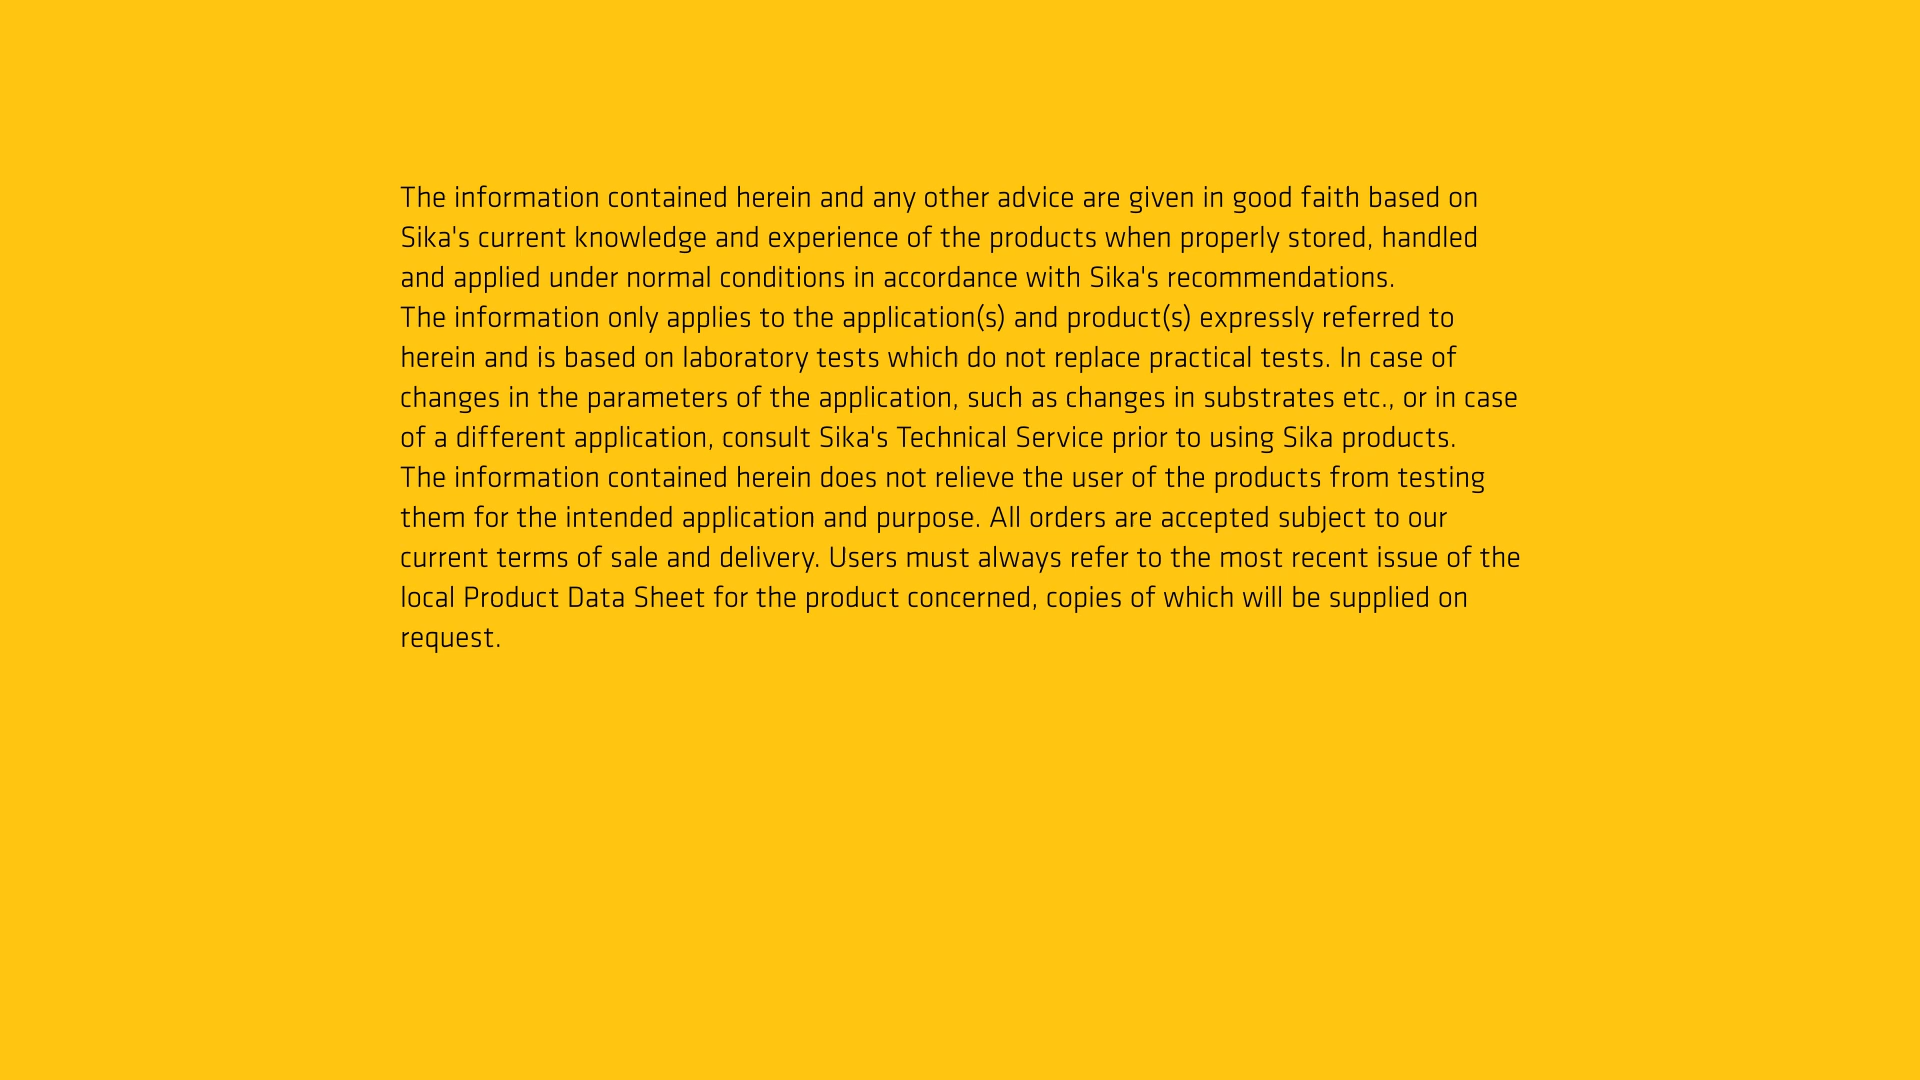 The information contained herein and any other advice are given in good faith based on
Sika's current knowledge and experience of the products when properly stored, handled
and applied under normal conditions in accordance with Sika's recommendations.
The information only applies to the application(s) and product(s) expressly referred to
herein and is based on laboratory tests which do not replace practical tests. In case of
changes in the parameters of the application, such as changes in substrates etc., or in case
of a different application, consult Sika's Technical Service prior to using Sika products.
The information contained herein does not relieve the user of the products from testing
them for the intended application and purpose. All orders are accepted subject to our
current terms of sale and delivery. Users must always refer to the most recent issue of the
local Product Data Sheet for the product concerned, copies of which will be supplied on
request.